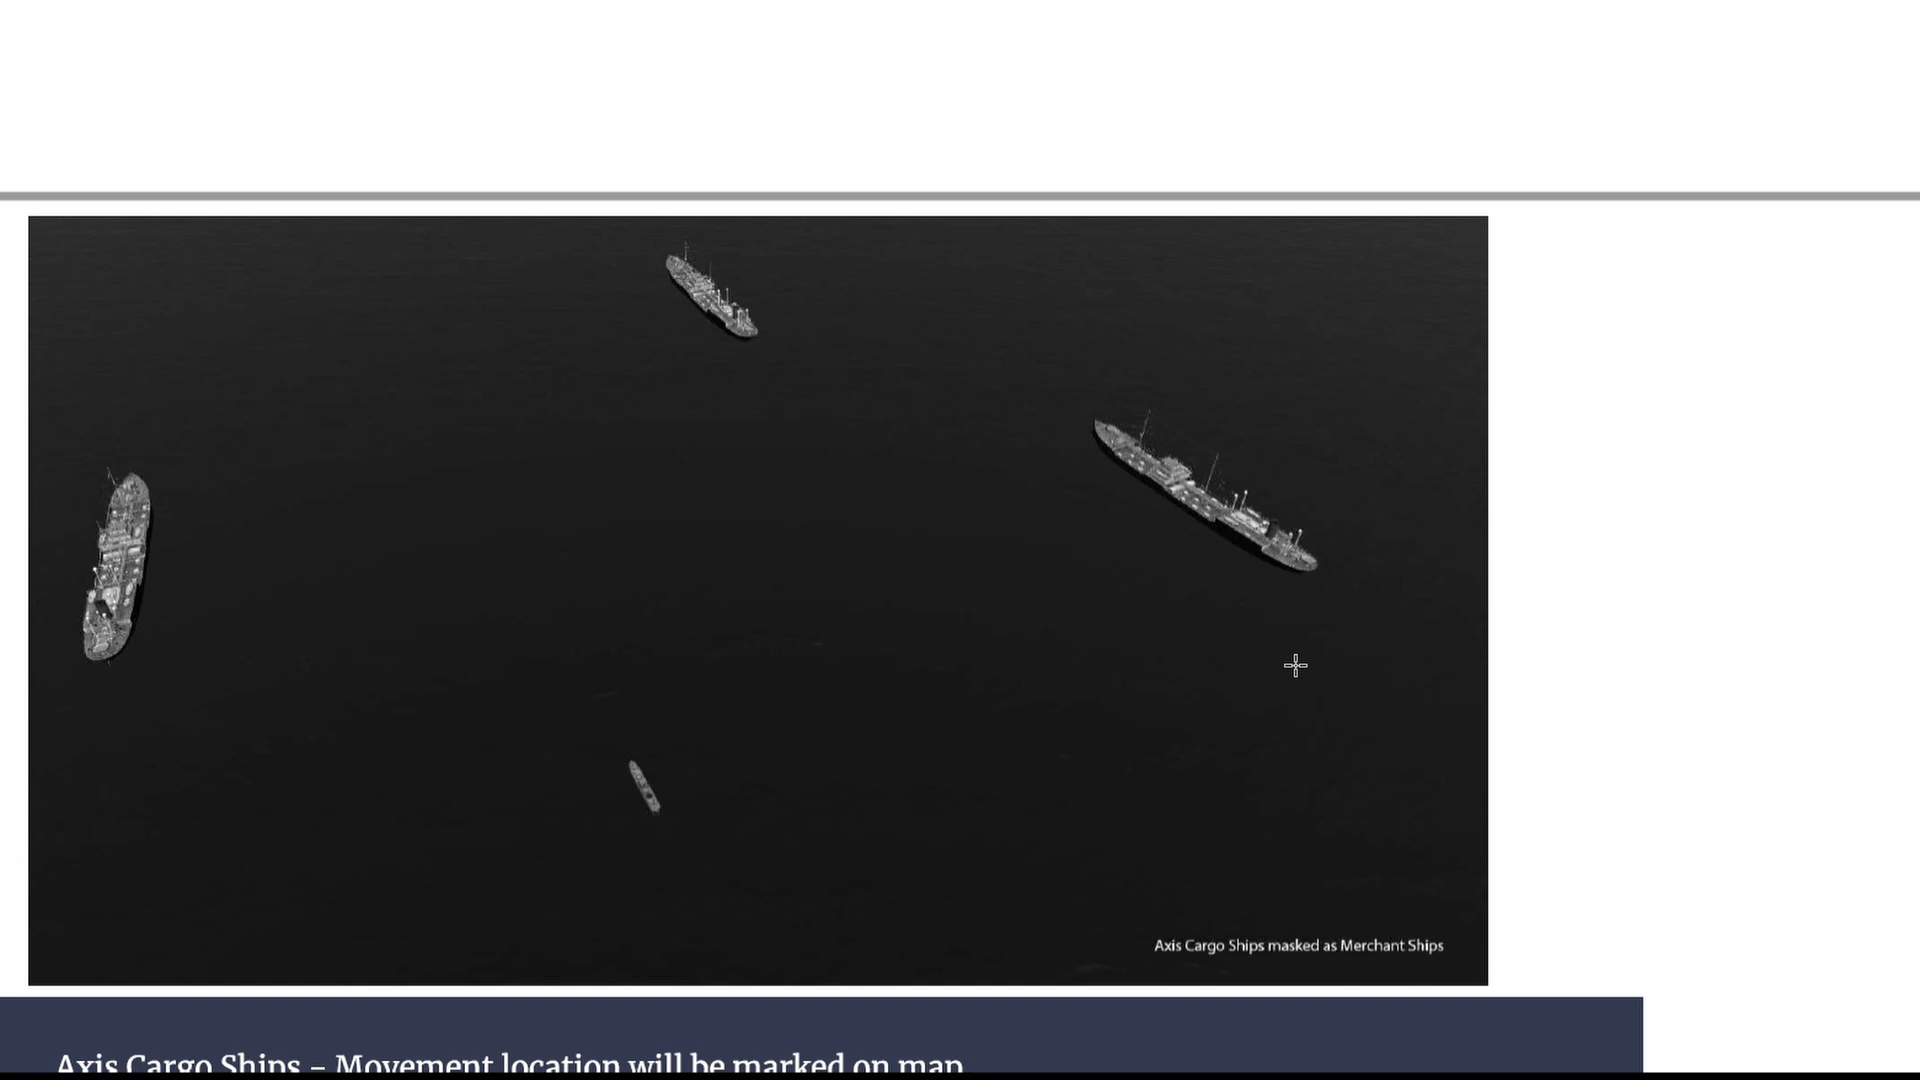 Axis Cargo Ships masked as Merchant Ships
Axis Cargo Ships – Movement location will be marked on map